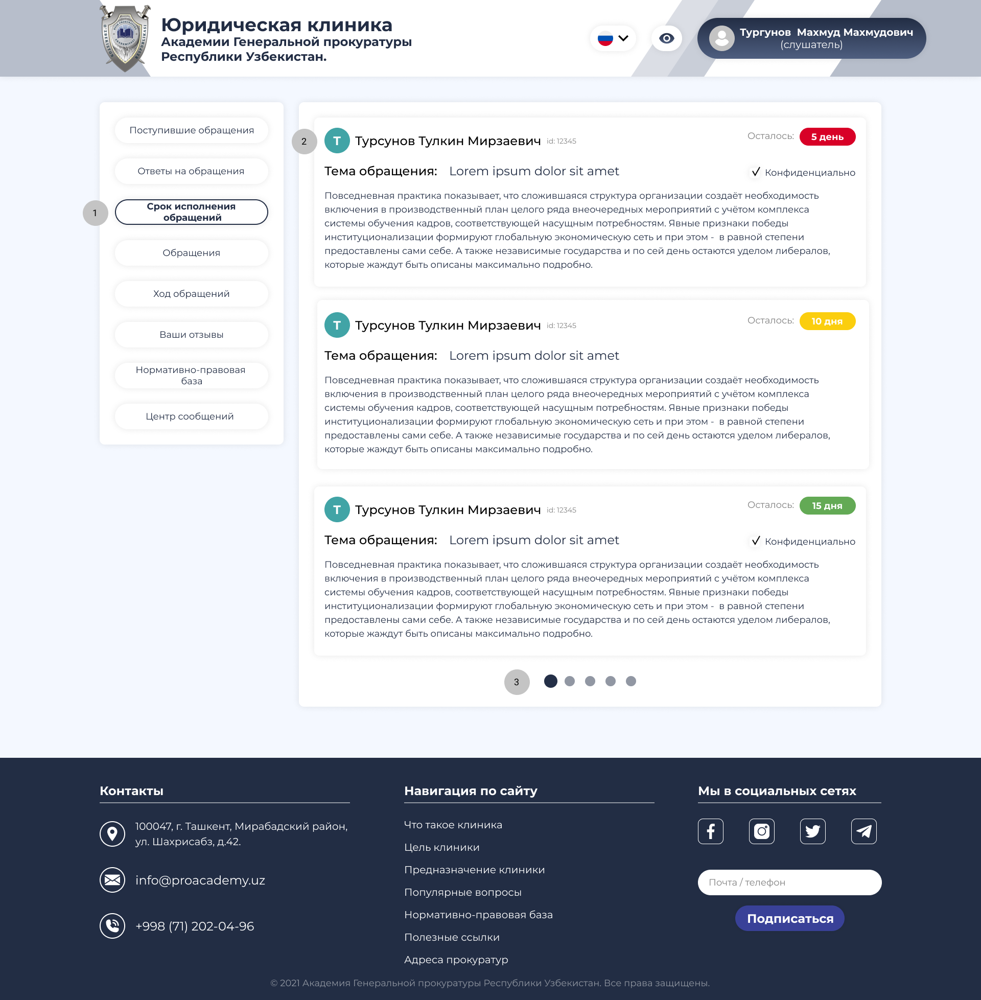 O'ZBEKISTON RESPUBLIKASI
Юридическая клиника
Академии Генеральной прокуратуры
Республики Узбекистан.
Тургунов  Махмуд Махмудович
(слушатель)
Поступившие обращения
Ответы на обращения
1
Срок исполнения
обращений
Обращения
Ход обращений
Ваши отзывы
Нормативно-правовая
база
Центр сообщений
2
Т Турсунов Тулкин Мирзаевич id: 12345
Осталось: 5 день
Тема обращения: Lorem ipsum dolor sit amet
Конфиденциально
Повседневная практика показывает, что сложившаяся структура организации создаёт необходимость
включения в производственный план целого ряда внеочередных мероприятий с учётом комплекса
системы обучения кадров, соответствующей насущным потребностям. Явные признаки победы
институционализации формируют глобальную экономическую сеть и при этом -  в равной степени
предоставлены сами себе. А также независимые государства и по сей день остаются уделом либералов,
которые жаждут быть описаны максимально подробно.
Т Турсунов Тулкин Мирзаевич id: 12345
Осталось: 10 дня
Тема обращения: Lorem ipsum dolor sit amet
Повседневная практика показывает, что сложившаяся структура организации создаёт необходимость
включения в производственный план целого ряда внеочередных мероприятий с учётом комплекса
системы обучения кадров, соответствующей насущным потребностям. Явные признаки победы
институционализации формируют глобальную экономическую сеть и при этом -  в равной степени
предоставлены сами себе. А также независимые государства и по сей день остаются уделом либералов,
которые жаждут быть описаны максимально подробно.
Т Турсунов Тулкин Мирзаевич id: 12345
Осталось: 15 дня
Тема обращения: Lorem ipsum dolor sit amet
Конфиденциально
Повседневная практика показывает, что сложившаяся структура организации создаёт необходимость
включения в производственный план целого ряда внеочередных мероприятий с учётом комплекса
системы обучения кадров, соответствующей насущным потребностям. Явные признаки победы
институционализации формируют глобальную экономическую сеть и при этом -  в равной степени
предоставлены сами себе. А также независимые государства и по сей день остаются уделом либералов,
которые жаждут быть описаны максимально подробно.
3
Контакты
100047, г. Ташкент, Мирабадский район,
ул. Шахрисабз, д.42.
info@proacademy.uz
+998 (71) 202-04-96
Навигация по сайту
Что такое клиника
Цель клиники
Предназначение клиники
Популярные вопросы
Нормативно-правовая база
Полезные ссылки
Адреса прокуратур
Мы в социальных сетях
Почта / телефон
Подписаться
© 2021 Академия Генеральной прокуратуры Республики Узбекистан. Все права защищены.